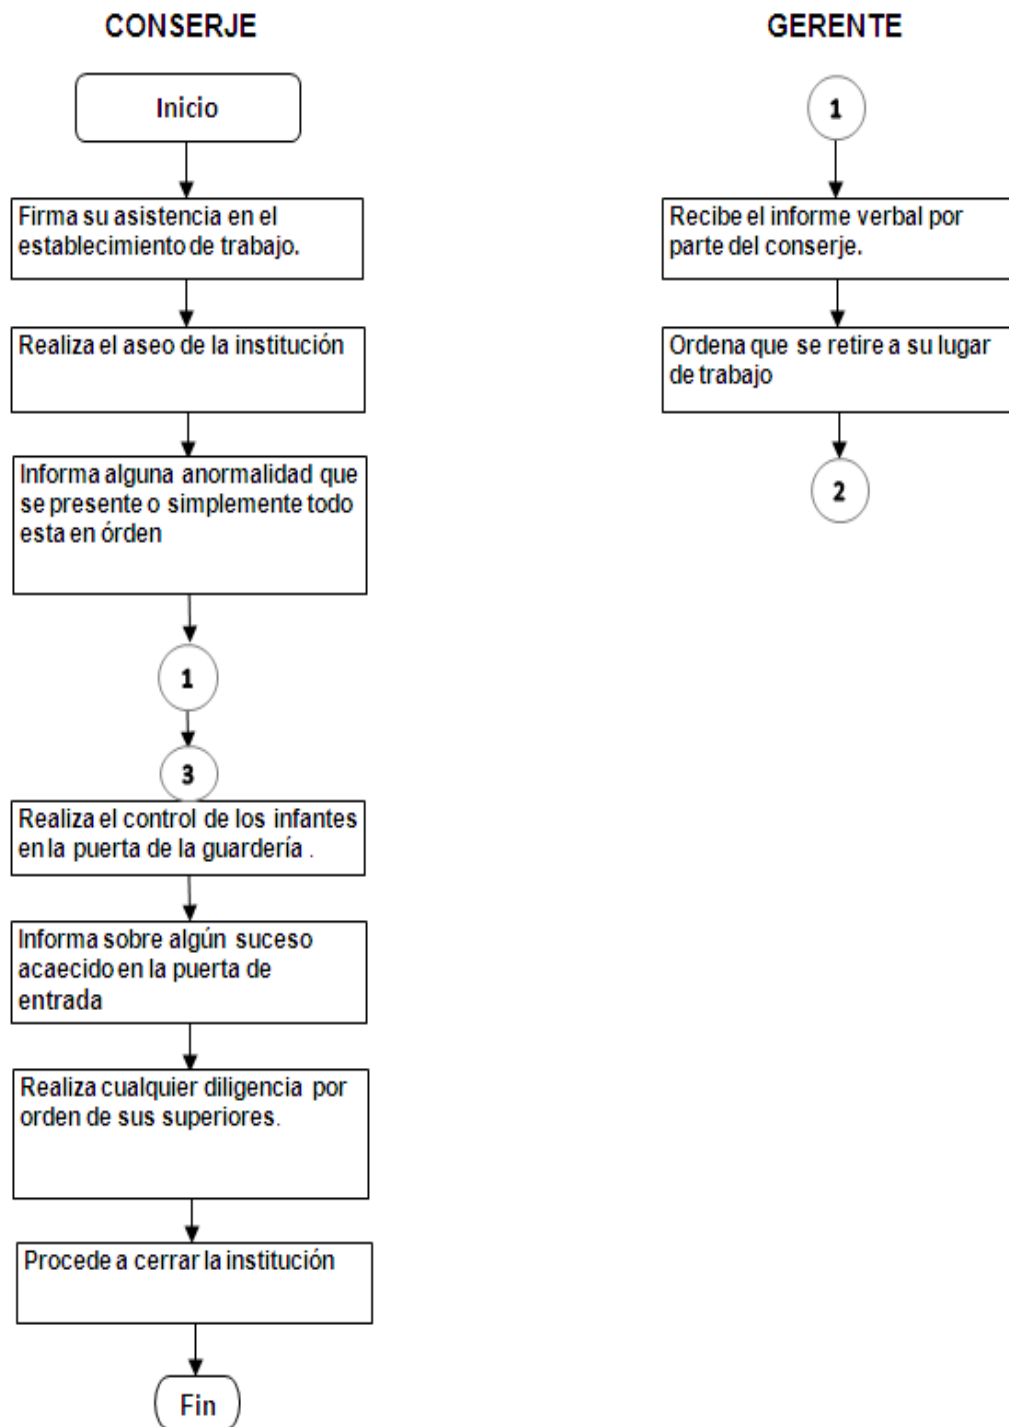 CONSERJE
Inicio
Firma su asistencia en el
establecimiento de trabajo.
Realiza el aseo de la institución
Informa alguna anormalidad que
se presente o simplemente todo
esta en órden
1
3
Realiza el control de los infantes
en la puerta de la guardería .
Informa sobre algún suceso
acaecido en la puerta de
entrada
Realiza cualquier diligencia por
orden de sus superiores.
Procede a cerrar la institución
Fin
GERENTE
1
Recibe el informe verbal por
parte del conserje.
Ordena que se retire a su lugar
de trabajo
2